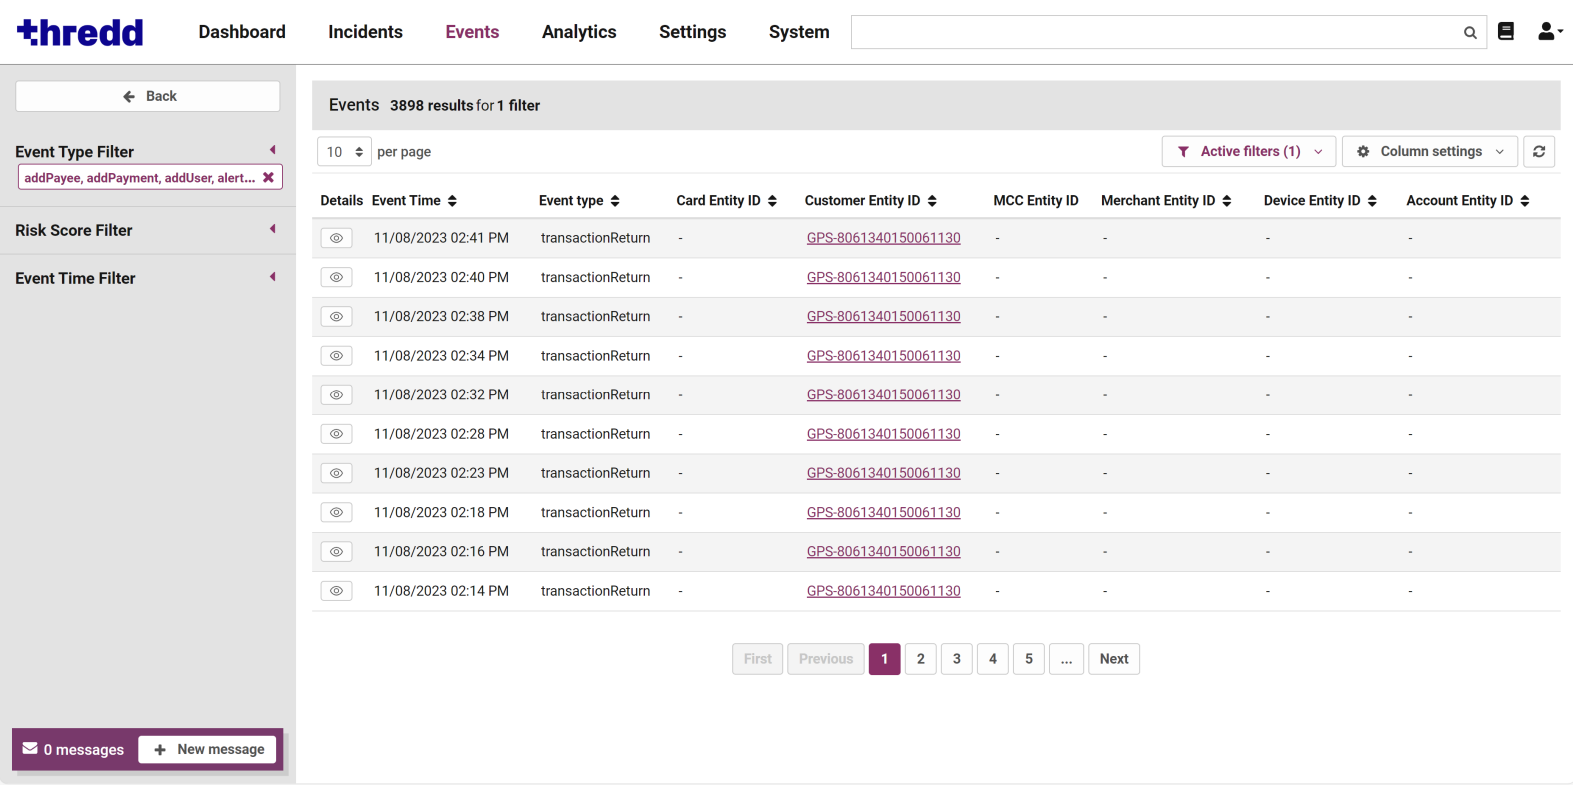 thredd Dashboard Incidents Events Analytics Settings System
Back
Event Type Filter
addPayee, addPayment, addUser, alert...
Risk Score Filter
Event Time Filter
0 messages New message
Events 3898 results for 1 filter
10 per page Active filters (1) Column settings
Details Event Time Event type Card Entity ID Customer Entity ID MCC Entity ID Merchant Entity ID Device Entity ID Account Entity ID
11/08/2023 02:41 PM transactionReturn - GPS-8061340150061130 - - - -
11/08/2023 02:40 PM transactionReturn - GPS-8061340150061130 - - - -
11/08/2023 02:38 PM transactionReturn - GPS-8061340150061130 - - - -
11/08/2023 02:34 PM transactionReturn - GPS-8061340150061130 - - - -
11/08/2023 02:32 PM transactionReturn - GPS-8061340150061130 - - - -
11/08/2023 02:28 PM transactionReturn - GPS-8061340150061130 - - - -
11/08/2023 02:23 PM transactionReturn - GPS-8061340150061130 - - - -
11/08/2023 02:18 PM transactionReturn - GPS-8061340150061130 - - - -
11/08/2023 02:16 PM transactionReturn - GPS-8061340150061130 - - - -
11/08/2023 02:14 PM transactionReturn - GPS-8061340150061130 - - - -
First Previous 1 2 3 4 5 ... Next